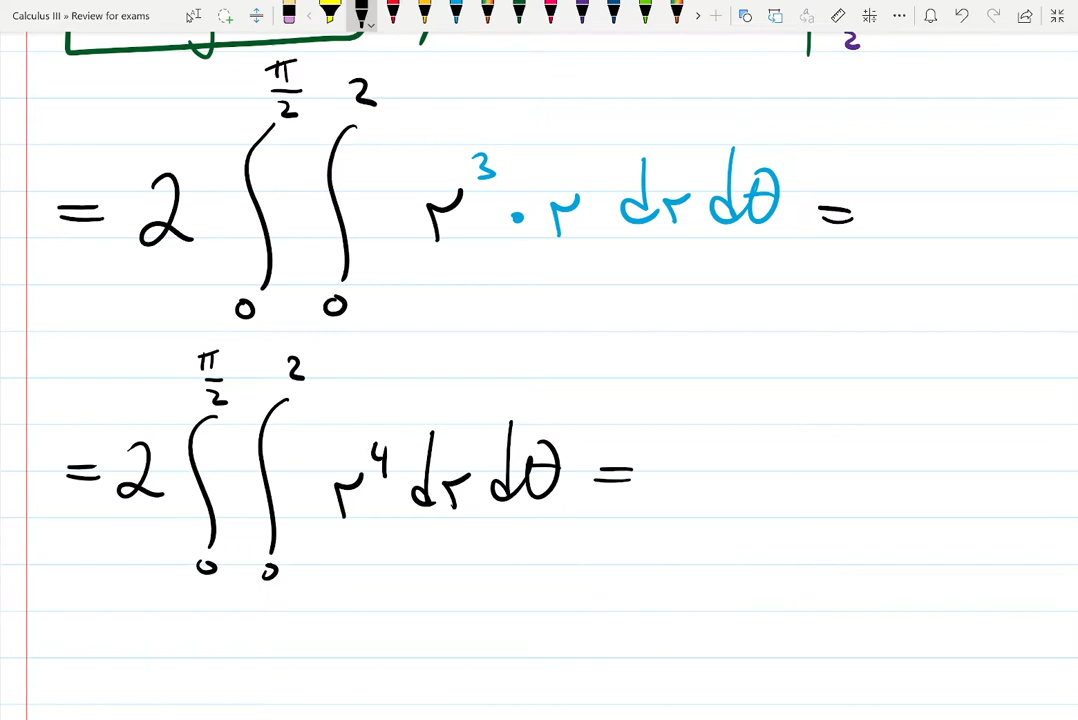 Calculus III » Review for exams
2
= 2 ∫₀^{π/2} ∫₀^2 r³ · r dr dθ =
= 2 ∫₀^{π/2} ∫₀^2 r⁴ dr dθ =